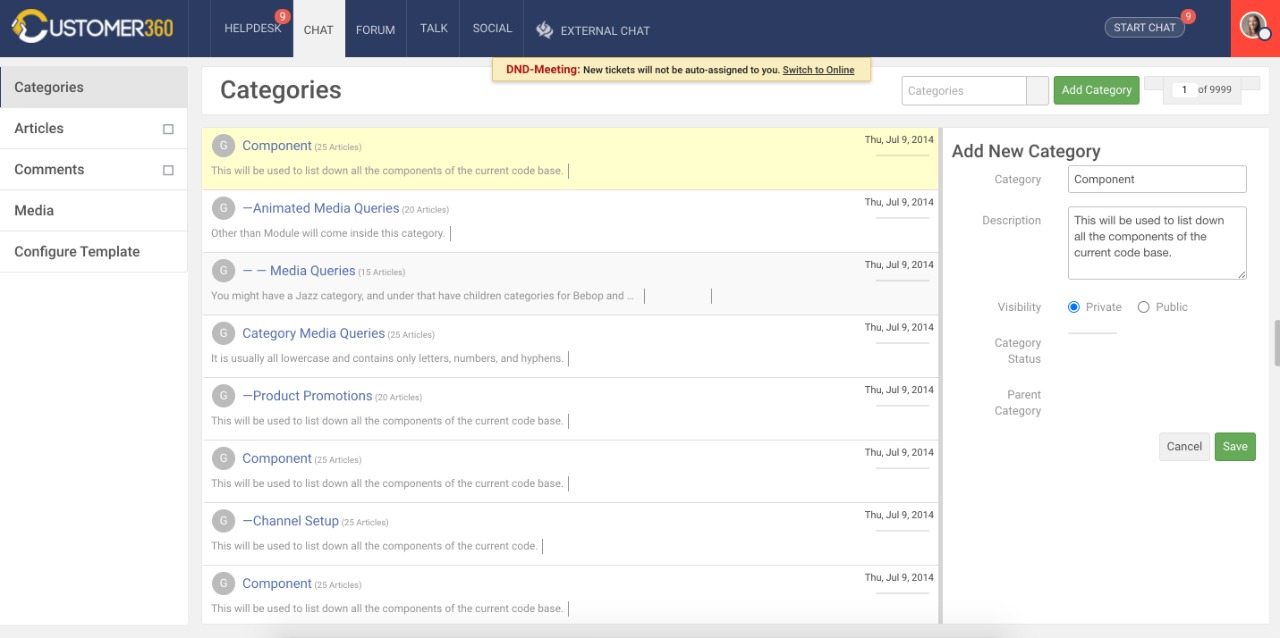 CUSTOMER360
HELPDESK
9
CHAT
FORUM
TALK
SOCIAL
EXTERNAL CHAT
START CHAT
9
DND-Meeting: New tickets will not be auto-assigned to you. Switch to Online
Categories
Articles
Comments
Media
Configure Template
Categories
Categories
Add Category
1 of 9999
G Component (25 Articles) Thu, Jul 9, 2014
This will be used to list down all the components of the current code base.
G —Animated Media Queries (20 Articles) Thu, Jul 9, 2014
Other than Module will come inside this category.
G — — Media Queries (15 Articles) Thu, Jul 9, 2014
You might have a Jazz category, and under that have children categories for Bebop and ...
G Category Media Queries (25 Articles) Thu, Jul 9, 2014
It is usually all lowercase and contains only letters, numbers, and hyphens.
G —Product Promotions (20 Articles) Thu, Jul 9, 2014
This will be used to list down all the components of the current code base.
G Component (25 Articles) Thu, Jul 9, 2014
This will be used to list down all the components of the current code base.
G —Channel Setup (25 Articles) Thu, Jul 9, 2014
This will be used to list down all the components of the current code.
G Component (25 Articles) Thu, Jul 9, 2014
This will be used to list down all the components of the current code base.
Add New Category
Category Component
Description
This will be used to list down
all the components of the
current code base.
Visibility Private Public
Category
Status
Parent
Category
Cancel Save